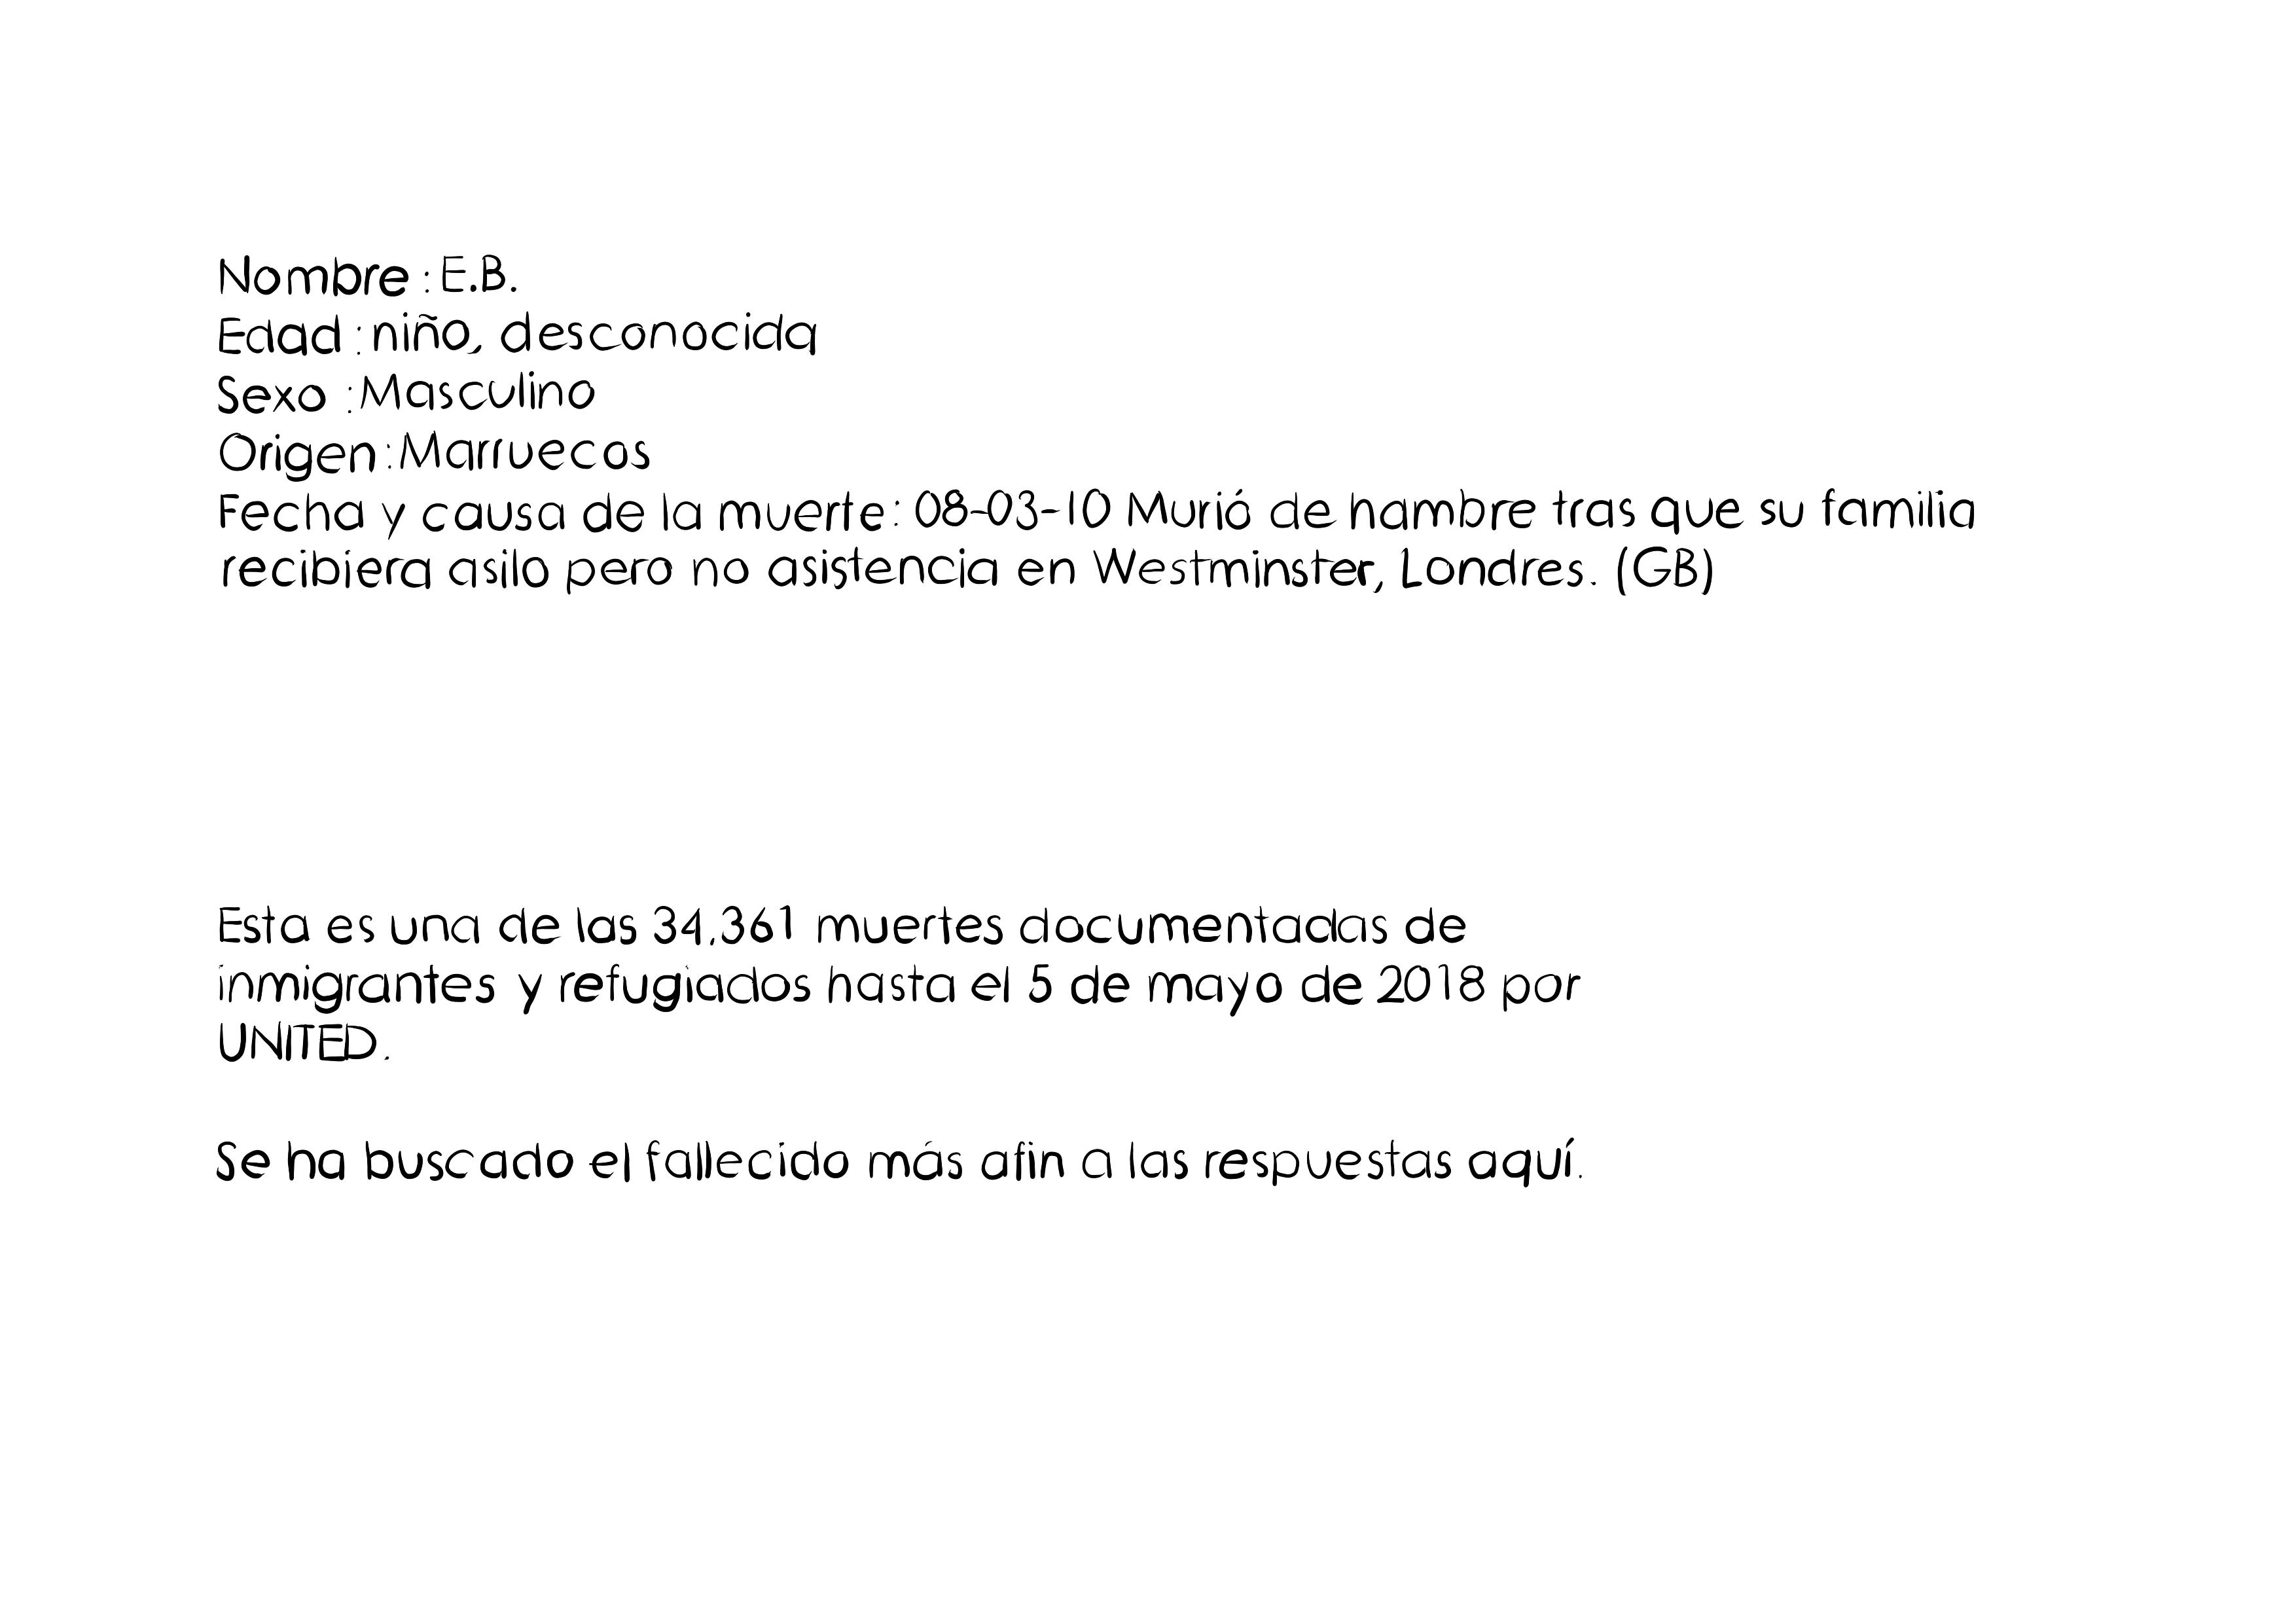 Nombre : E.B.
Edad : niño, desconocida
Sexo : Masculino
Origen : Marruecos
Fecha y causa de la muerte : 08-03-10 Murió de hambre tras que su familia
recibiera asilo pero no asistencia en Westminster, Londres. (GB)
Esta es una de las 34,361 muertes documentadas de
inmigrantes y refugiados hasta el 5 de mayo de 2018 por
UNITED.
Se ha buscado el fallecido más afin a las respuestas aquí.